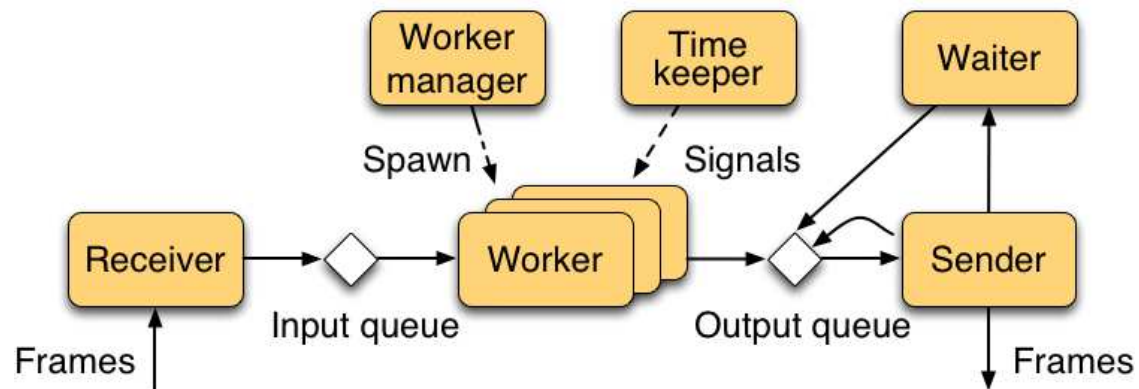 Worker
manager
Time
keeper
Waiter
Spawn
Signals
Receiver
Worker
Sender
Input queue
Output queue
Frames
Frames